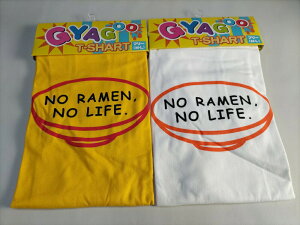 GYAGOO
T-SHART
GYAGOO
T-SHART
NO RAMEN,
NO LIFE.
NO RAMEN,
NO LIFE.